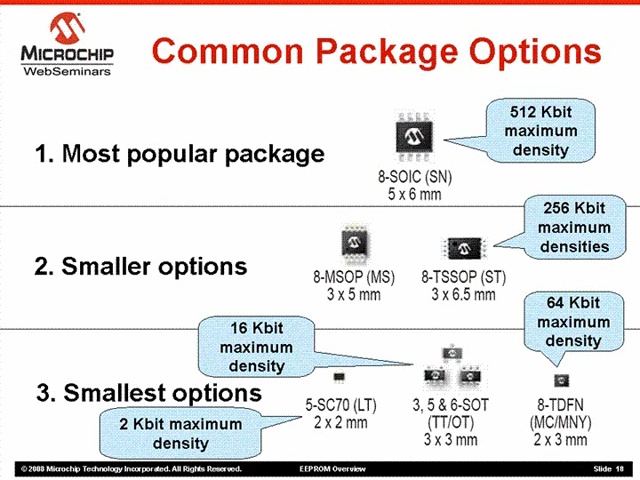 MICROCHIP
WebSeminars
Common Package Options
1. Most popular package
8-SOIC (SN)
5 x 6 mm
512 Kbit
maximum
density
2. Smaller options
8-MSOP (MS)
3 x 5 mm
8-TSSOP (ST)
3 x 6.5 mm
256 Kbit
maximum
densities
3. Smallest options
16 Kbit
maximum
density
2 Kbit maximum
density
5-SC70 (LT)
2 x 2 mm
3, 5 & 6-SOT
(TT/OT)
3 x 3 mm
64 Kbit
maximum
density
8-TDFN
(MC/MNY)
2 x 3 mm
© 2008 Microchip Technology Incorporated. All Rights Reserved.
EEPROM Overview
Slide 18